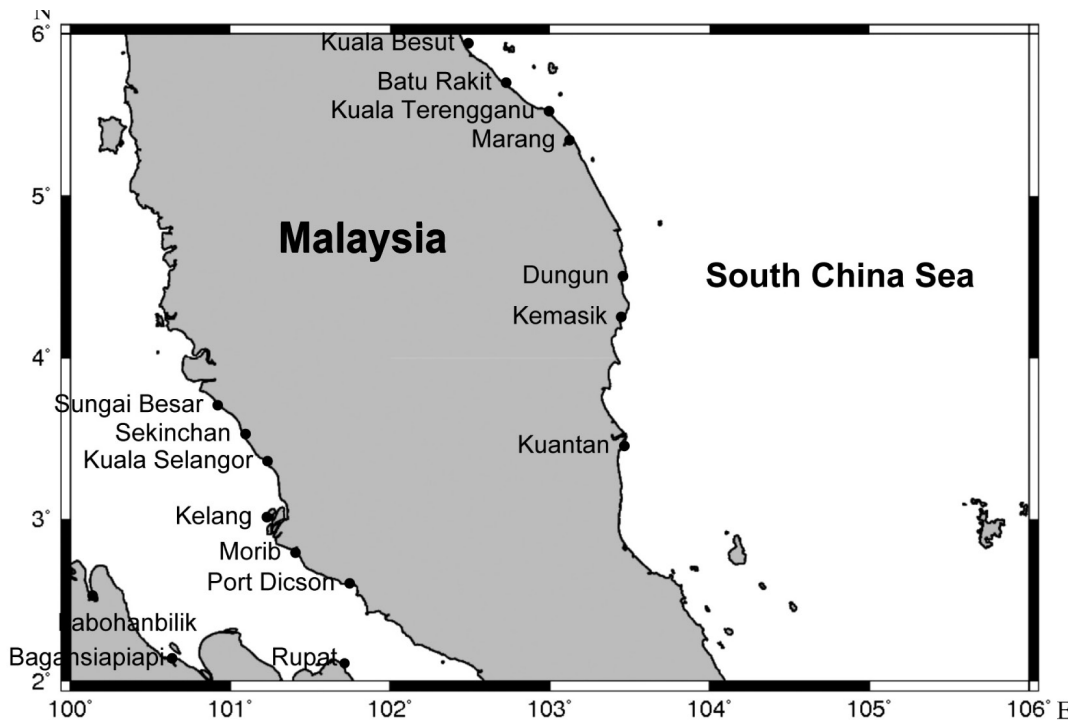 N
6°
Kuala Besut
Batu Rakit
Kuala Terengganu
Marang
5°
Malaysia
South China Sea
Dungun
Kemasik
4°
Sungai Besar
Sekinchan
Kuala Selangor
Kuantan
3°
Kelang
Morib
Port Dicson
Labohanbilik
Bagansiapiapi
Rupat
2°
100° 101° 102° 103° 104° 105° 106° E